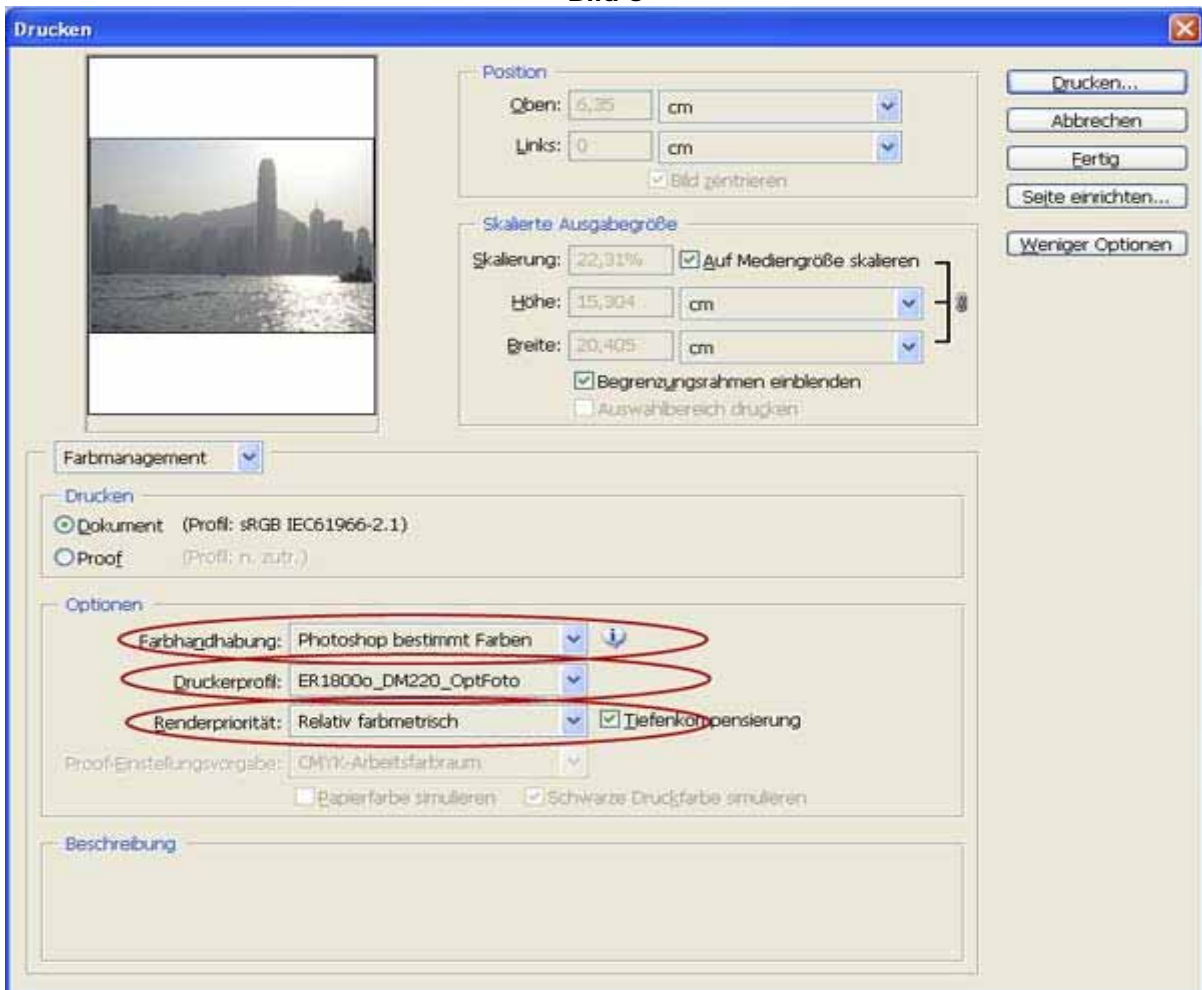 Drucken
Position
Oben: 6,35 cm
Links: 0 cm
Bild zentrieren
Skalierte Ausgabegröße
Skalierung: 22,31% Auf Mediengröße skalieren
Höhe: 15,304 cm
Breite: 20,405 cm
Begrenzungsrahmen einblenden
Auswahlbereich drucken
Drucken...
Abbrechen
Fertig
Seite einrichten...
Weniger Optionen
Farbmanagement
Drucken
Dokument (Profil: sRGB IEC61966-2.1)
Proof (Profil: n. zutr.)
Optionen
Farbhandhabung: Photoshop bestimmt Farben
Druckerprofil: ER1800o_DM220_OptFoto
Renderpriorität: Relativ farbmetrisch Tiefenkompensierung
Proof-Einstellungsvorgabe: CMYK-Arbeitsfarbraum
Papierfarbe simulieren Schwarze Druckfarbe simulieren
Beschreibung